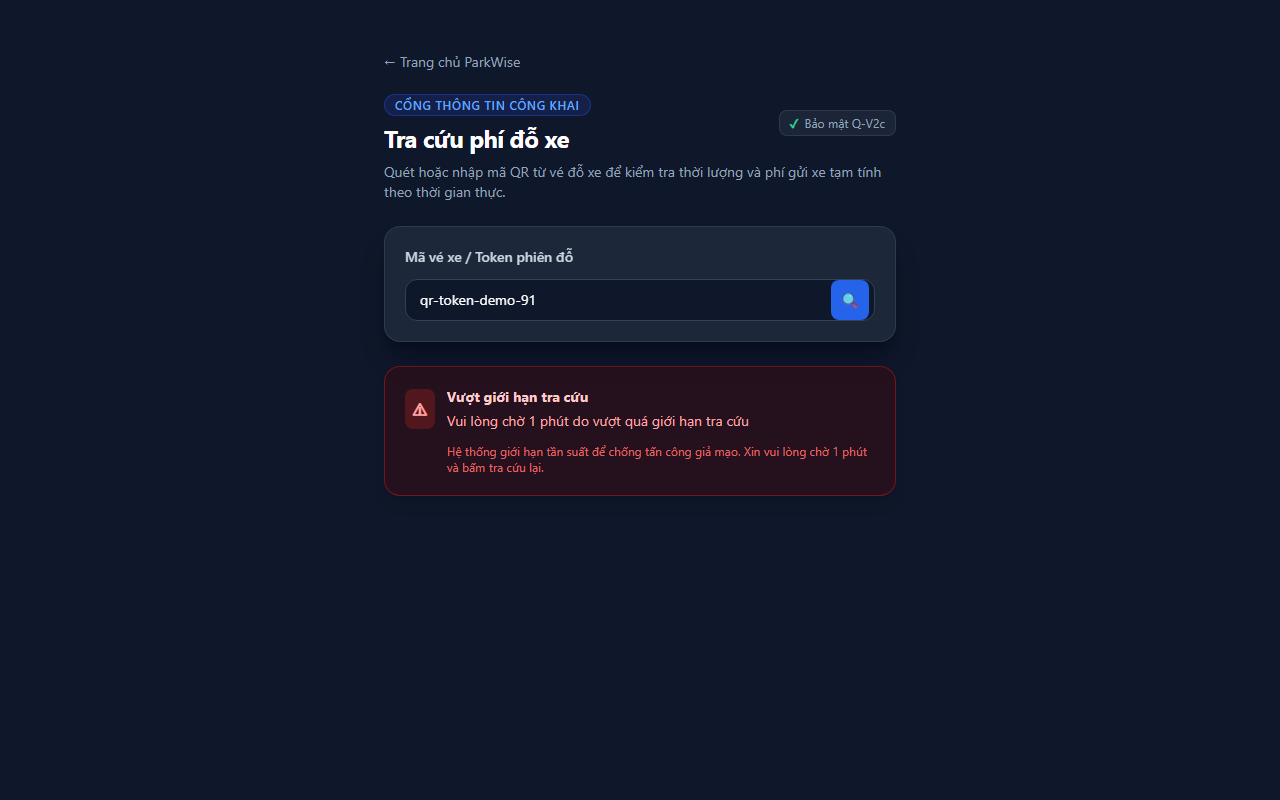 ← Trang chủ ParkWise
CỔNG THÔNG TIN CÔNG KHAI
Tra cứu phí đỗ xe
✓ Bảo mật Q-V2c
Quét hoặc nhập mã QR từ vé đỗ xe để kiểm tra thời lượng và phí gửi xe tạm tính
theo thời gian thực.
Mã vé xe / Token phiên đỗ
qr-token-demo-91
Vượt giới hạn tra cứu
Vui lòng chờ 1 phút do vượt quá giới hạn tra cứu
Hệ thống giới hạn tần suất để chống tấn công giả mạo. Xin vui lòng chờ 1 phút
và bấm tra cứu lại.